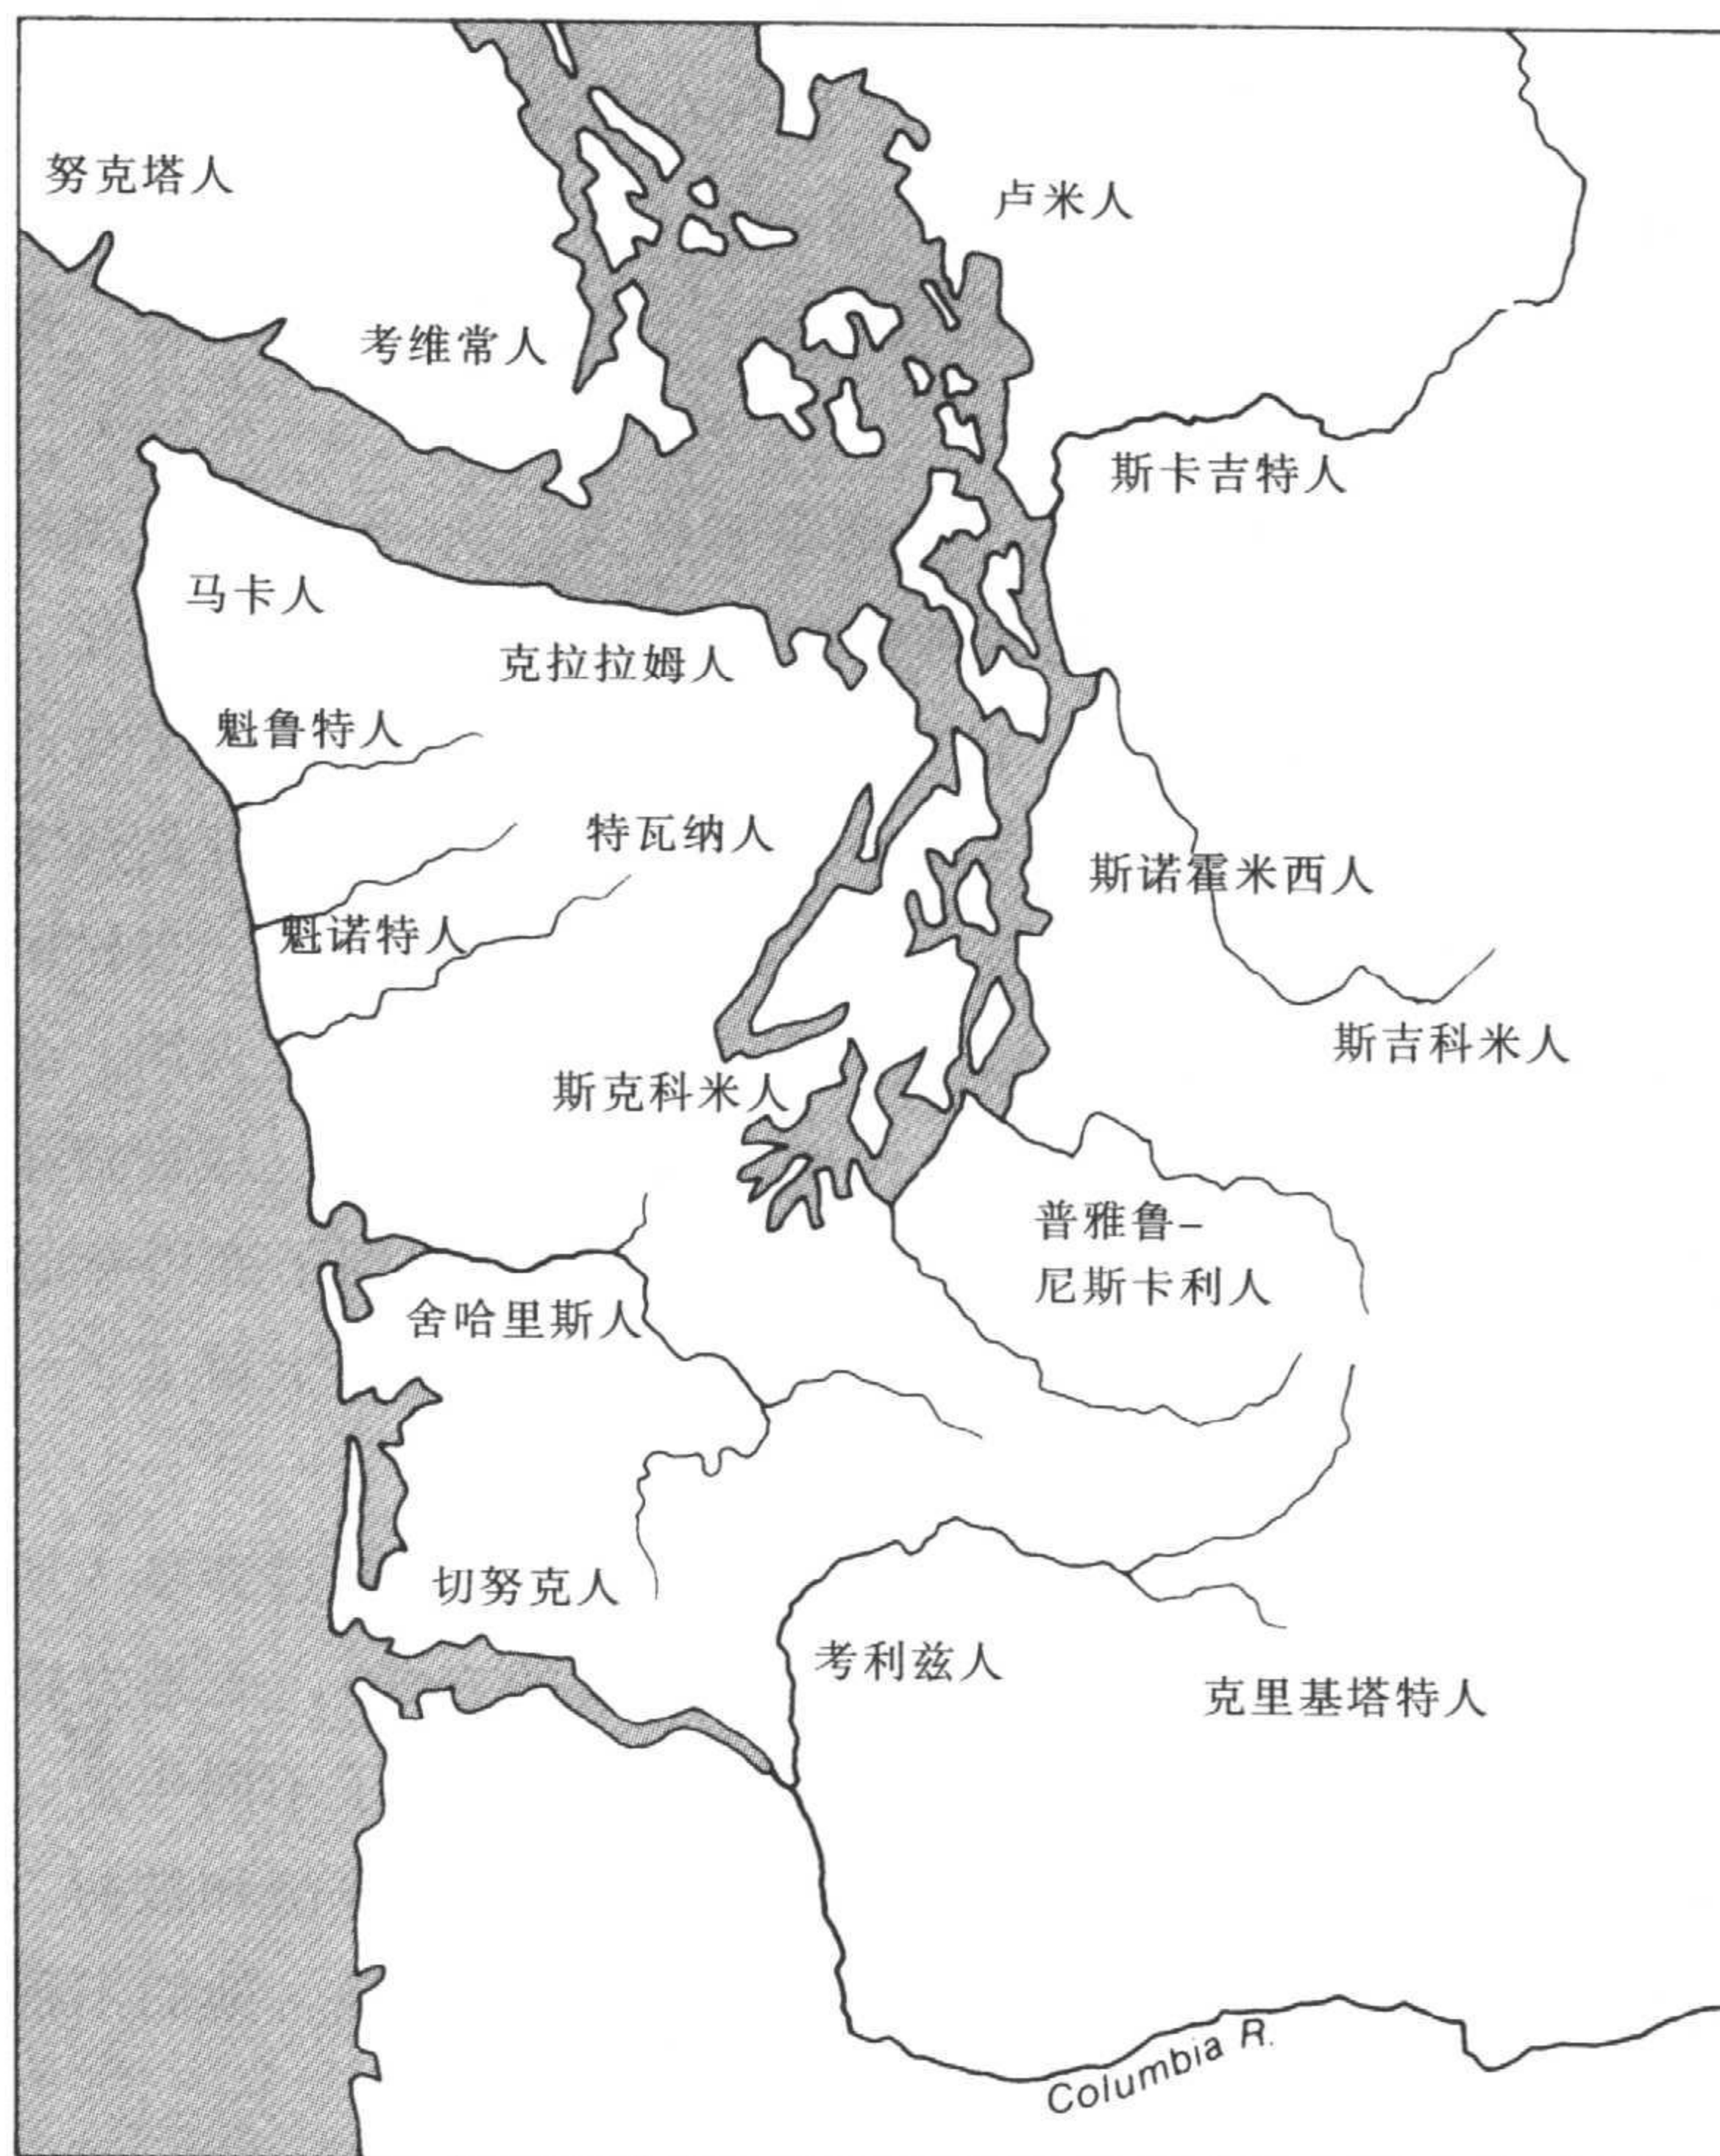 努克塔人
卢米人
考维常人
斯卡吉特人
马卡人
克拉拉姆人
魁鲁特人
特瓦纳人
斯诺霍米西人
魁诺特人
斯吉科米人
斯克科米人
普雅鲁–
尼斯卡利人
舍哈里斯人
切努克人
考利兹人
克里基塔特人
Columbia R.